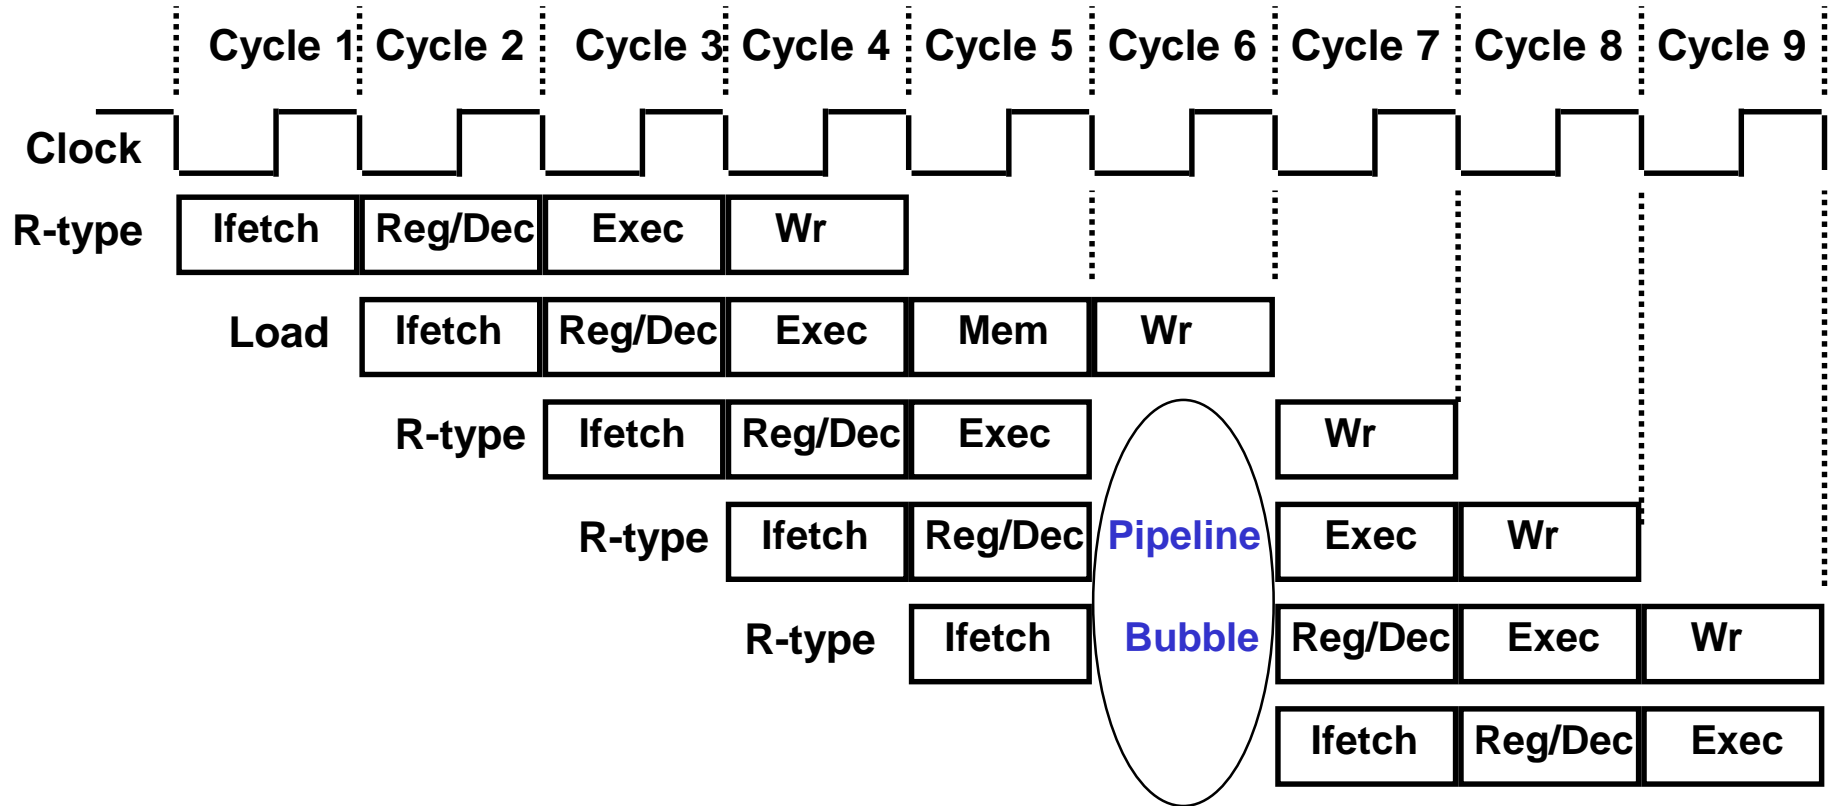 Cycle 1 Cycle 2 Cycle 3 Cycle 4 Cycle 5 Cycle 6 Cycle 7 Cycle 8 Cycle 9
Clock
R-type Ifetch Reg/Dec Exec Wr
Load Ifetch Reg/Dec Exec Mem Wr
R-type Ifetch Reg/Dec Exec Wr
R-type Ifetch Reg/Dec Pipeline Exec Wr
R-type Ifetch Bubble Reg/Dec Exec Wr
Ifetch Reg/Dec Exec